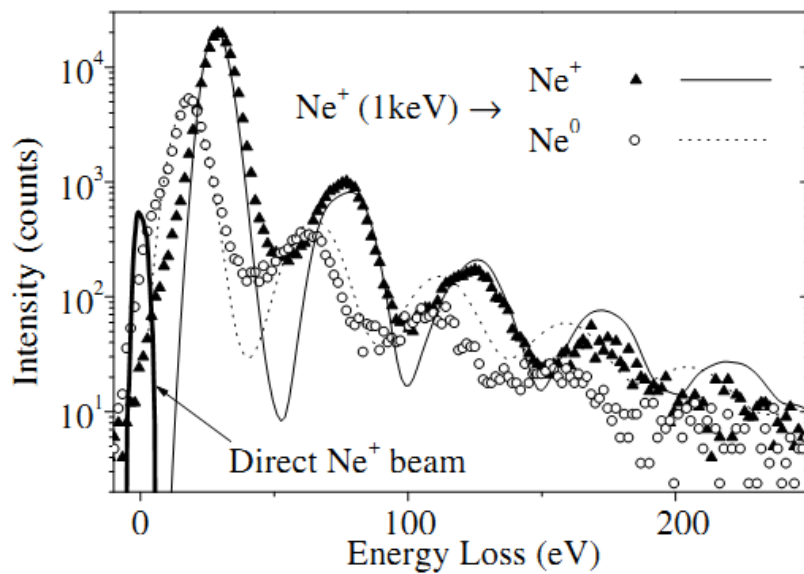 10⁴
10³
10²
10¹
Intensity (counts)
Ne⁺ (1keV) →
Ne⁺
Ne⁰
Direct Ne⁺ beam
0
100
200
Energy Loss (eV)